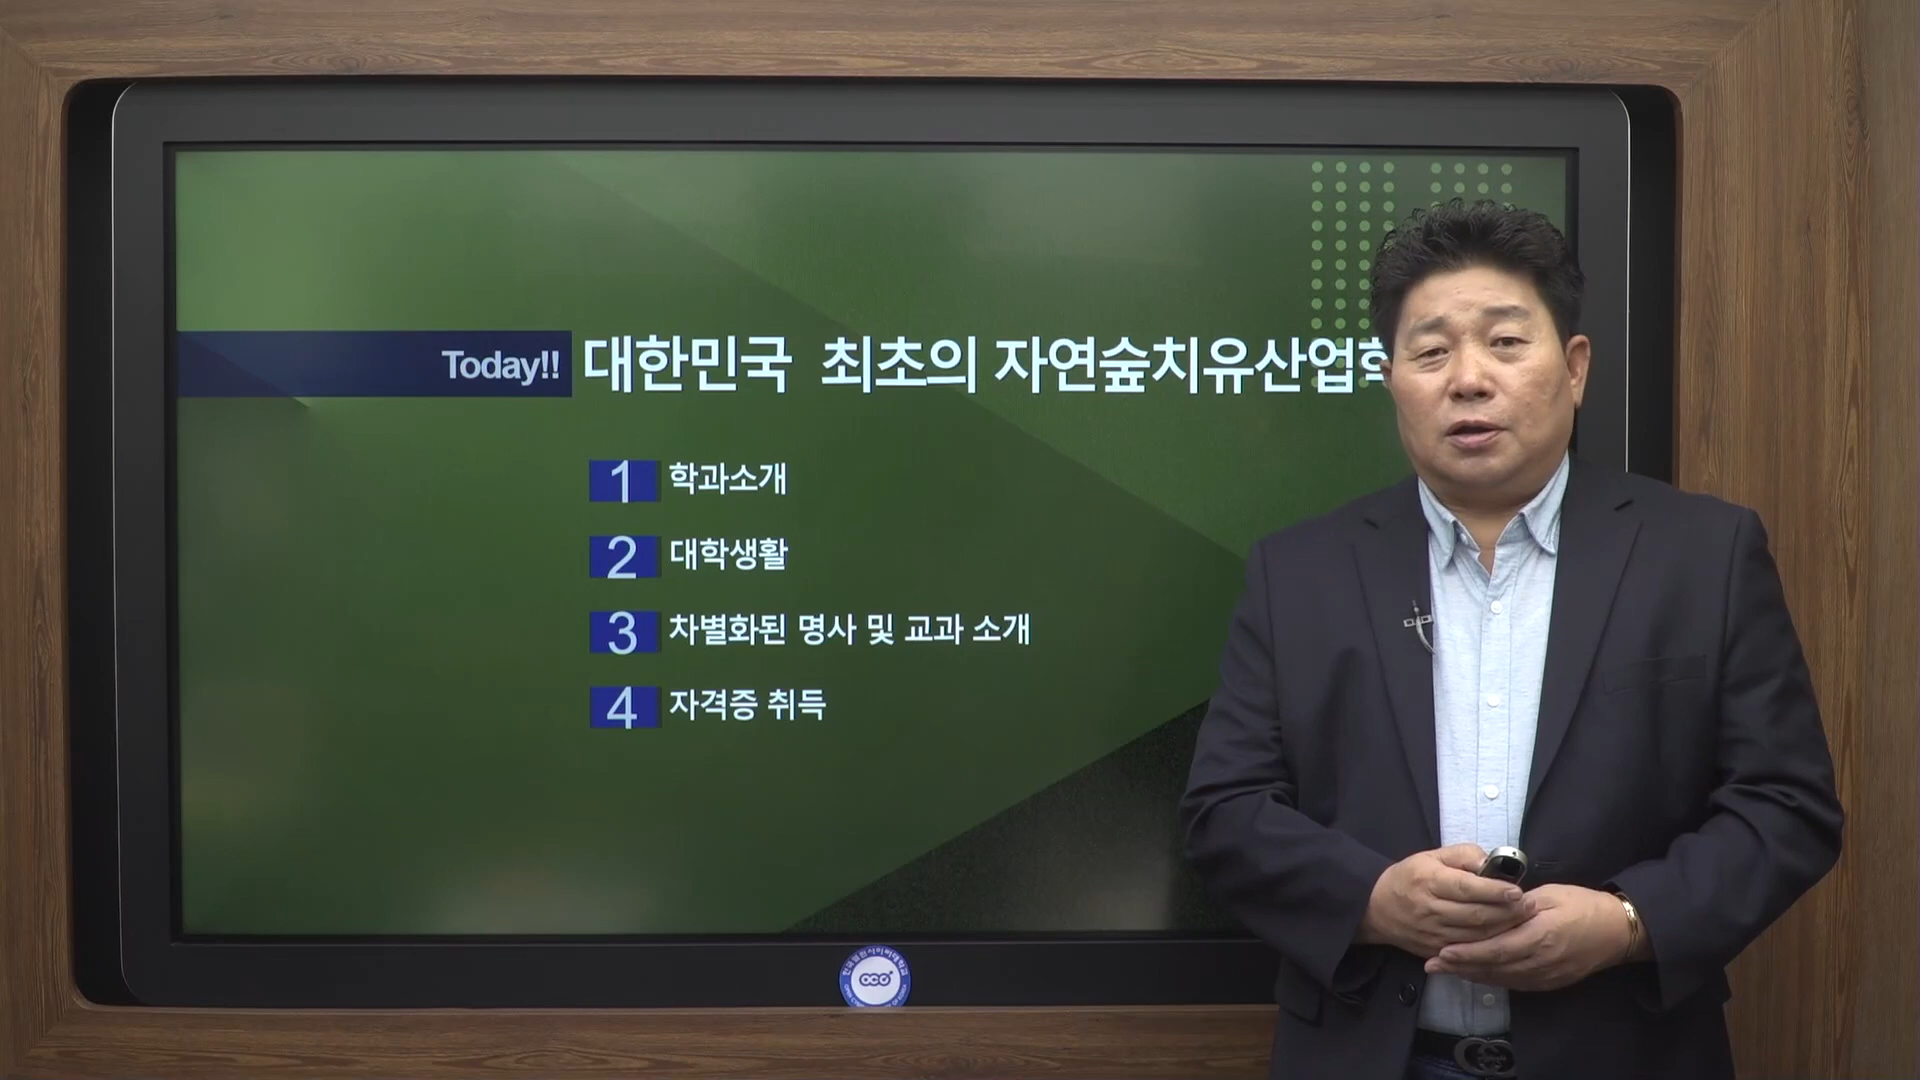 Today!! 대한민국 최초의 자연숲치유산업학
1 학과소개
2 대학생활
3 차별화된 명사 및 교과 소개
4 자격증 취득